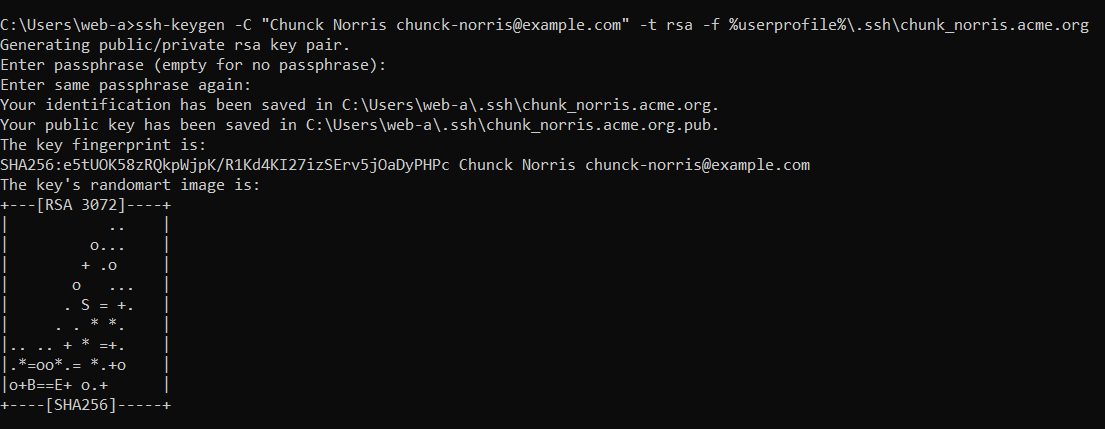 C:\Users\web-a>ssh-keygen -C "Chunck Norris chunck-norris@example.com" -t rsa -f %userprofile%\.ssh\chunk_norris.acme.org
Generating public/private rsa key pair.
Enter passphrase (empty for no passphrase):
Enter same passphrase again:
Your identification has been saved in C:\Users\web-a\.ssh\chunk_norris.acme.org.
Your public key has been saved in C:\Users\web-a\.ssh\chunk_norris.acme.org.pub.
The key fingerprint is:
SHA256:e5tUOK58zRQkpWjpK/R1Kd4KI27izSErv5jOaDyPHPc Chunck Norris chunck-norris@example.com
The key's randomart image is:
+---[RSA 3072]----+
|           ..    |
|         o...    |
|        + .o     |
|       o   ...   |
|      . S = +.   |
|     . . * *.    |
|.. .. + * =+.    |
|.*=oo*.= *.+o    |
|o+B==E+ o.+      |
+----[SHA256]-----+